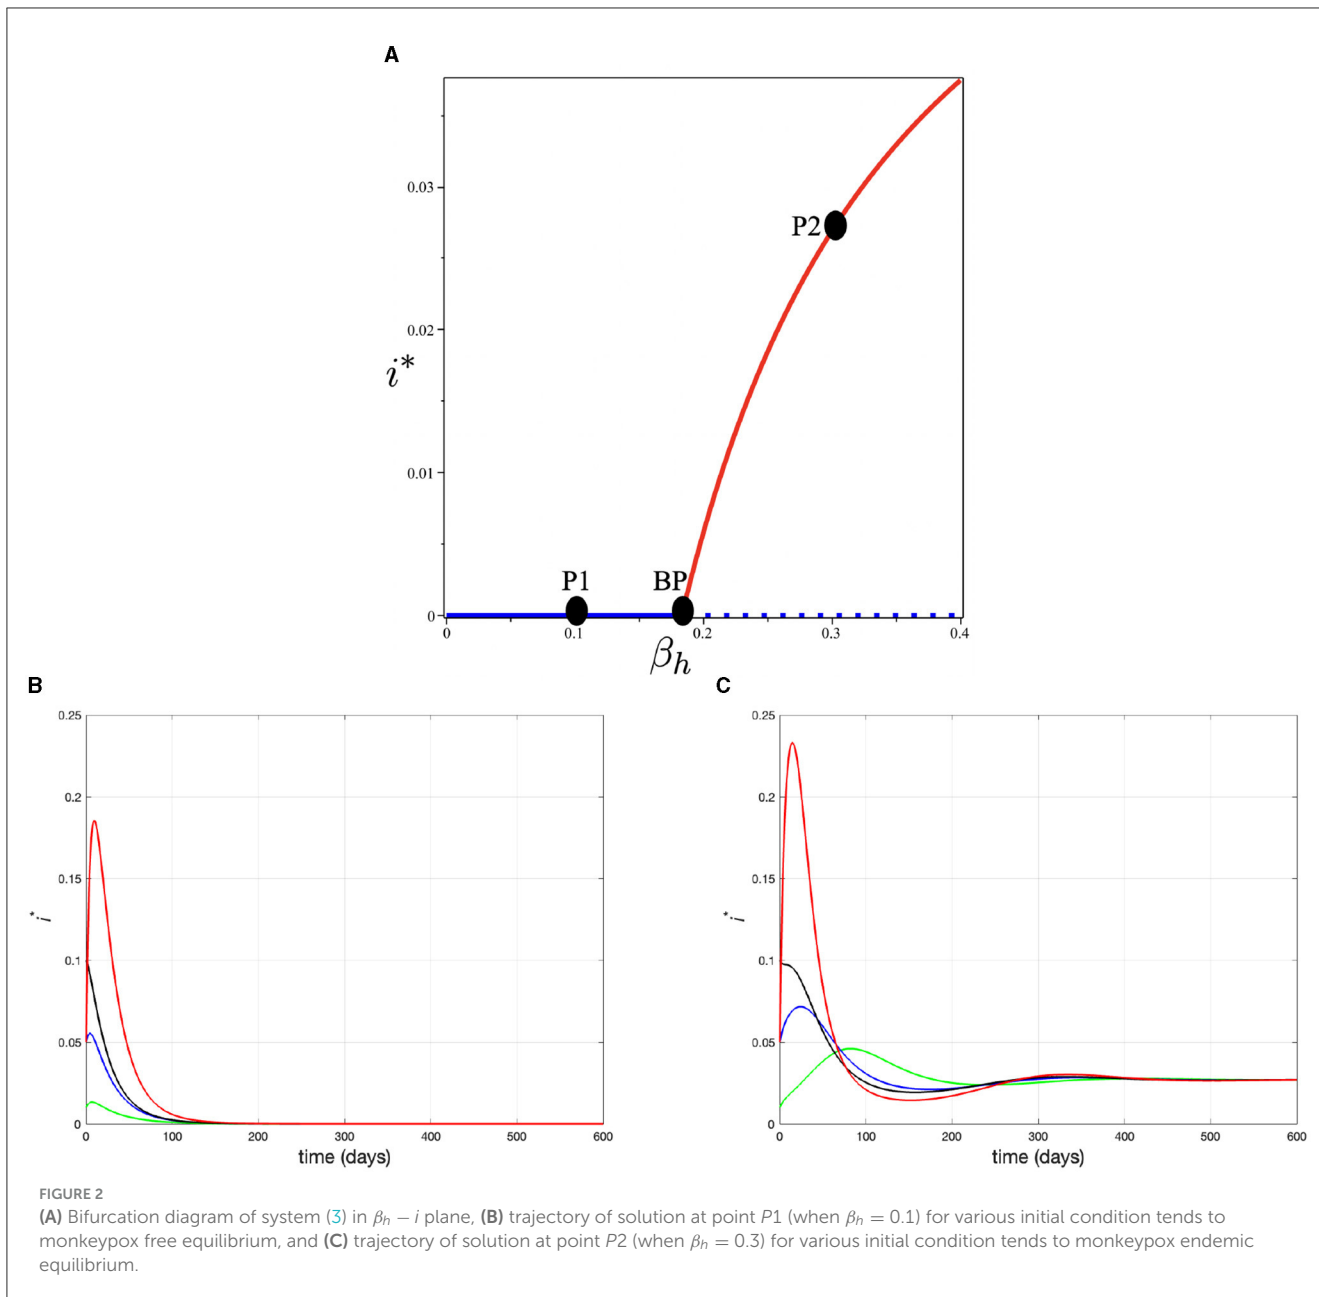 A
0.03
P2
0.02
i*
0.01
P1
BP
0
0
0.1
0.2
0.3
0.4
βh
B
0.25
0.2
0.15
i*
0.1
0.05
0
0
100
200
300
400
500
600
time (days)
C
0.25
0.2
0.15
i*
0.1
0.05
0
0
100
200
300
400
500
600
time (days)
FIGURE 2
(A) Bifurcation diagram of system (3) in βh − i plane, (B) trajectory of solution at point P1 (when βh = 0.1) for various initial condition tends to
monkeypox free equilibrium, and (C) trajectory of solution at point P2 (when βh = 0.3) for various initial condition tends to monkeypox endemic
equilibrium.